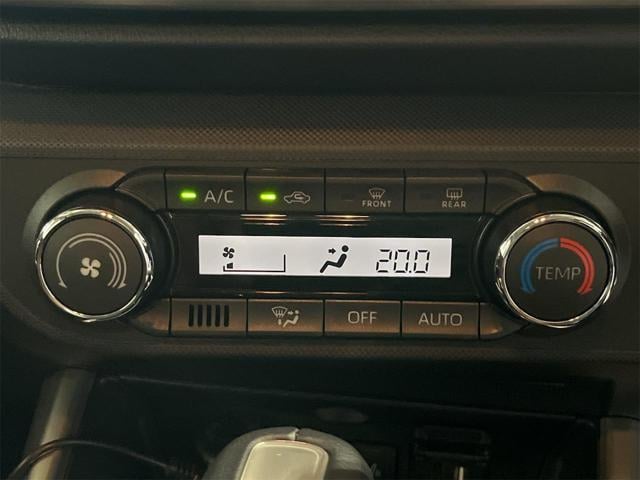 A/C
FRONT
REAR
20.0
TEMP
OFF
AUTO